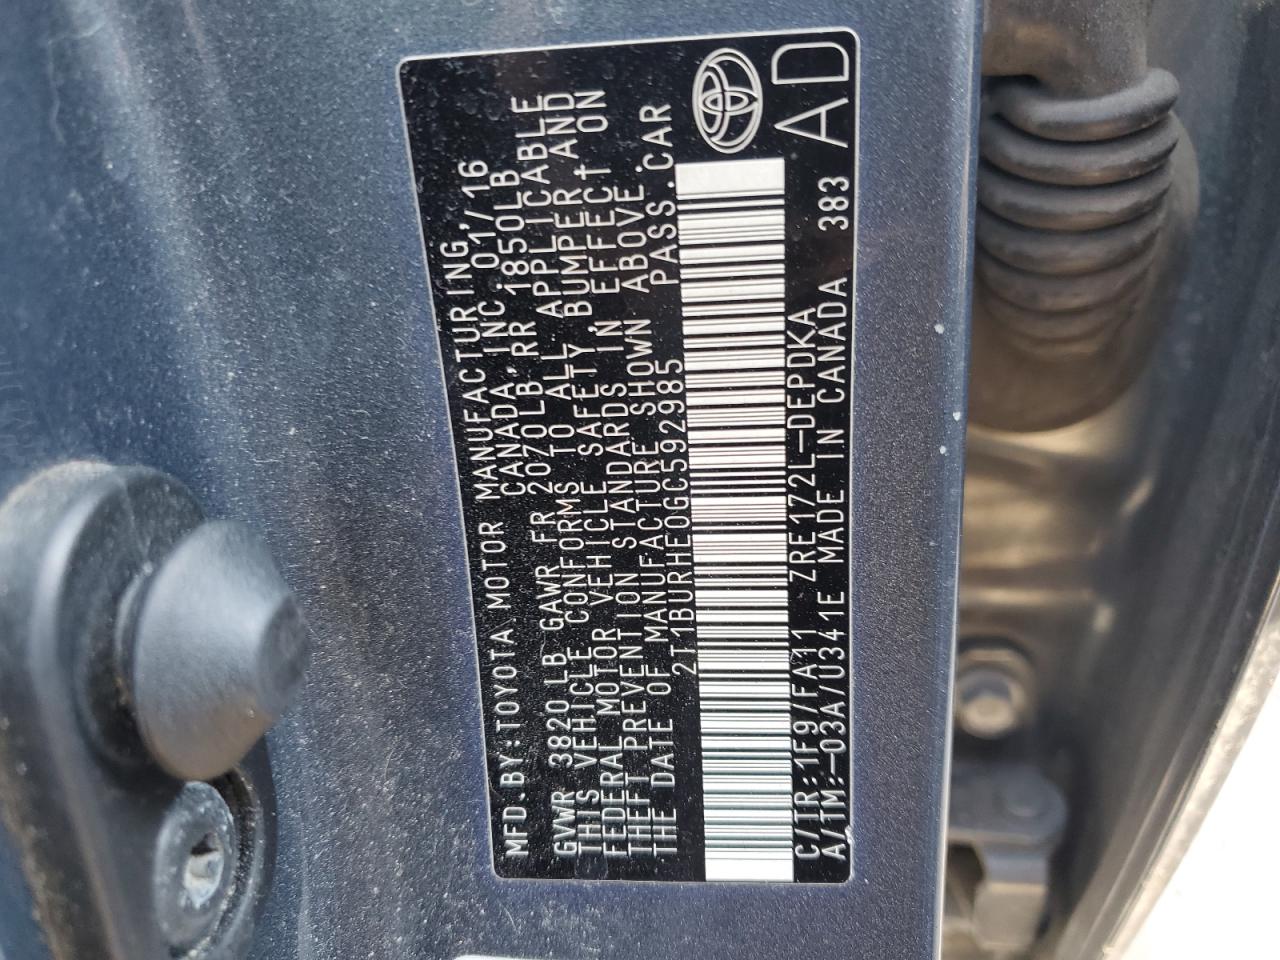 MFD.BY:TOYOTA MOTOR MANUFACTURING,
CANADA,INC. 01/16
GVWR 3820LB GAWR FR 2070LB.RR 1850LB
THIS VEHICLE CONFORMS TO ALL APPLICABLE
FEDERAL MOTOR VEHICLE SAFETY, BUMPER, AND
THEFT PREVENTION STANDARDS IN EFFECT ON
THE DATE OF MANUFACTURE SHOWN ABOVE.
2T1BURHE0GC592985 PASS.CAR
C/TR:1F9/FA11 ZRE172L-DEPDKA
A/TM:-03A/U341E MADE IN CANADA 383
AD